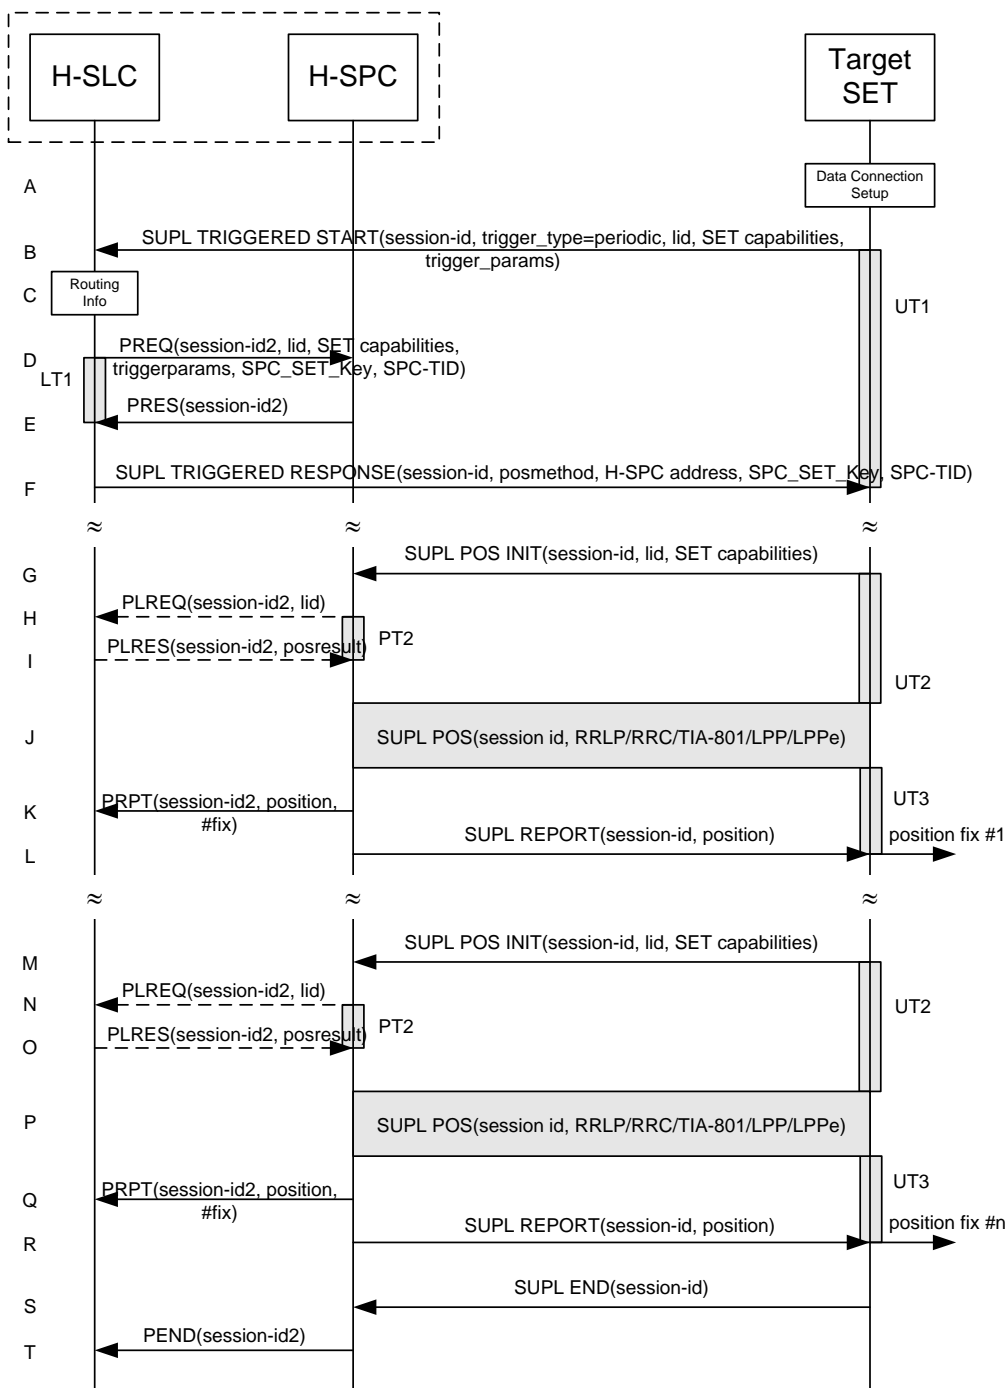 H-SLC
H-SPC
Target
SET
A
Data Connection
Setup
B
SUPL TRIGGERED START(session-id, trigger_type=periodic, lid, SET capabilities,
trigger_params)
C
Routing
Info
UT1
D
PREQ(session-id2, lid, SET capabilities,
triggerparams, SPC_SET_Key, SPC-TID)
LT1
E
PRES(session-id2)
F
SUPL TRIGGERED RESPONSE(session-id, posmethod, H-SPC address, SPC_SET_Key, SPC-TID)
≈ ≈ ≈
G
SUPL POS INIT(session-id, lid, SET capabilities)
H
PLREQ(session-id2, lid)
PT2
I
PLRES(session-id2, posresult)
UT2
J
SUPL POS(session id, RRLP/RRC/TIA-801/LPP/LPPe)
K
PRPT(session-id2, position,
#fix)
UT3
L
SUPL REPORT(session-id, position)
position fix #1
≈ ≈ ≈
M
SUPL POS INIT(session-id, lid, SET capabilities)
N
PLREQ(session-id2, lid)
PT2
UT2
O
PLRES(session-id2, posresult)
P
SUPL POS(session id, RRLP/RRC/TIA-801/LPP/LPPe)
Q
PRPT(session-id2, position,
#fix)
UT3
R
SUPL REPORT(session-id, position)
position fix #n
S
SUPL END(session-id)
T
PEND(session-id2)